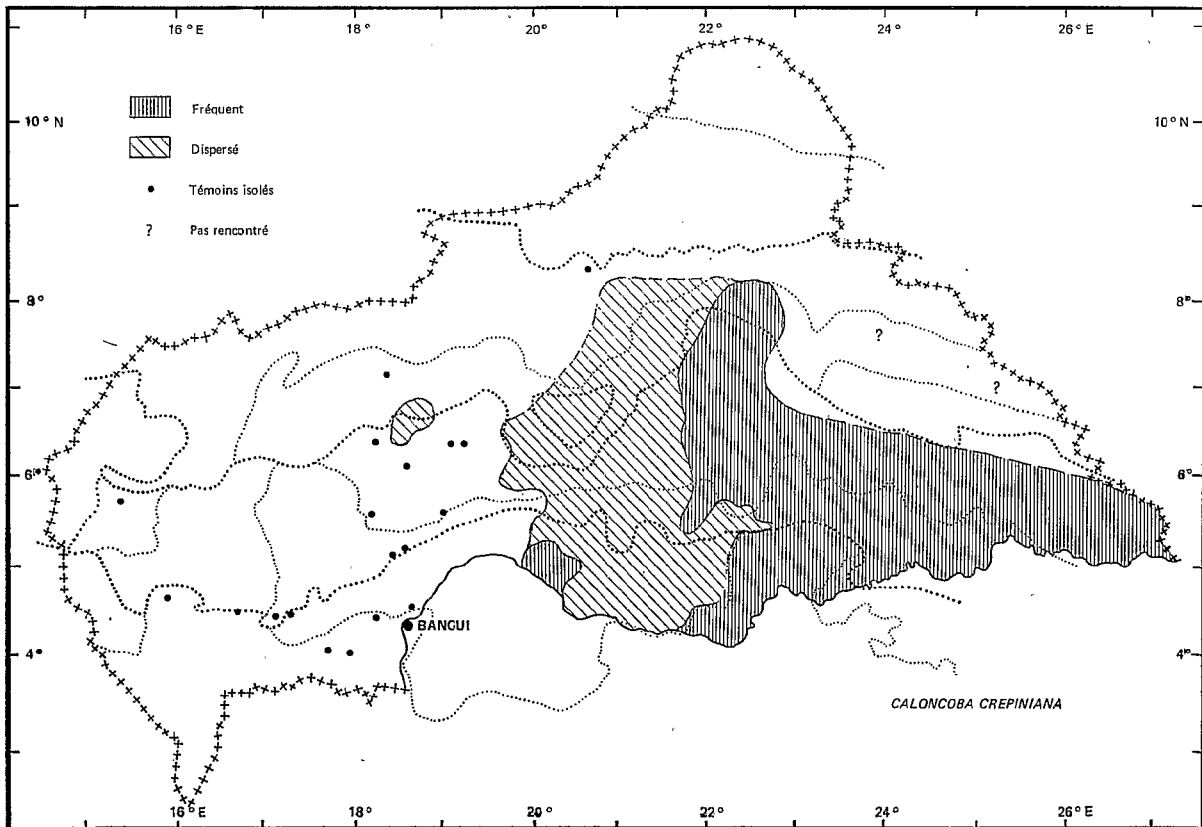 16° E 18° 20° 22° 24° 26°
10° N 10° N
8° 8°
6° 6°
4° 4°
Fréquent
Dispersé
Témoins isolés
? Pas rencontré
?
?
BANGUI
CALONCOBA CREPINIANA
16° E 18° 20° 22° 24° 26° E